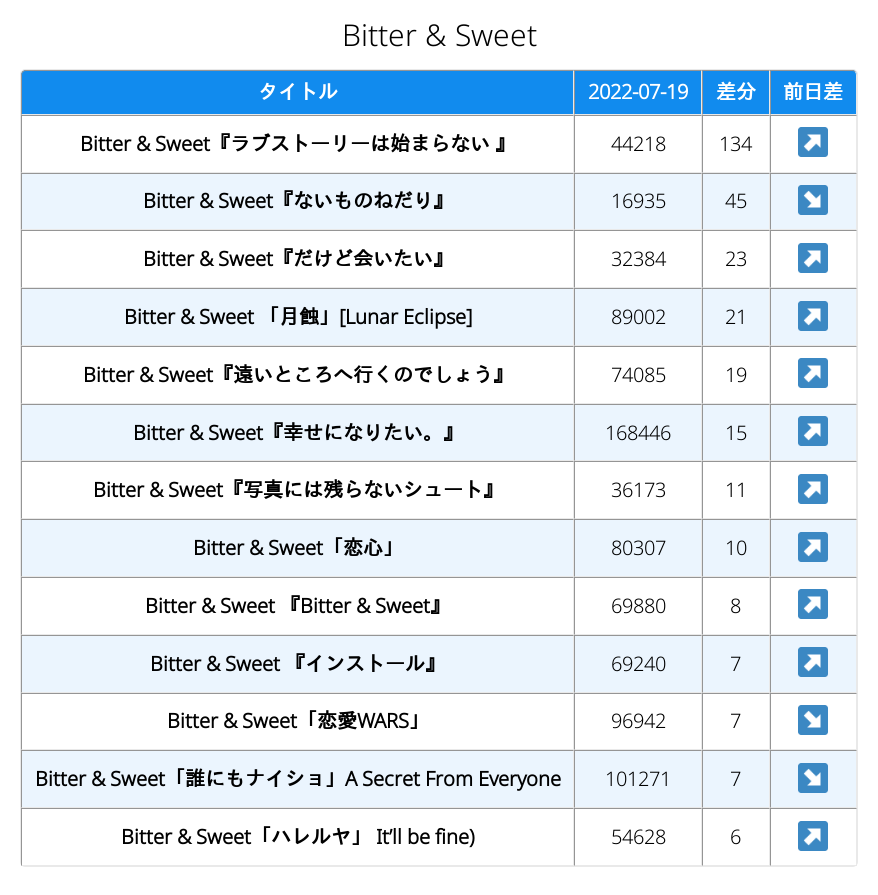 Bitter & Sweet
タイトル 2022-07-19 差分 前日差
Bitter & Sweet『ラブストーリーは始まらない 』 44218 134
Bitter & Sweet『ないものねだり』 16935 45
Bitter & Sweet『だけど会いたい』 32384 23
Bitter & Sweet 「月蝕」[Lunar Eclipse] 89002 21
Bitter & Sweet『遠いところへ行くのでしょう』 74085 19
Bitter & Sweet『幸せになりたい。』 168446 15
Bitter & Sweet『写真には残らないシュート』 36173 11
Bitter & Sweet「恋心」 80307 10
Bitter & Sweet 『Bitter & Sweet』 69880 8
Bitter & Sweet 『インストール』 69240 7
Bitter & Sweet「恋愛WARS」 96942 7
Bitter & Sweet「誰にもナイショ」A Secret From Everyone 101271 7
Bitter & Sweet「ハレルヤ」 It’ll be fine) 54628 6